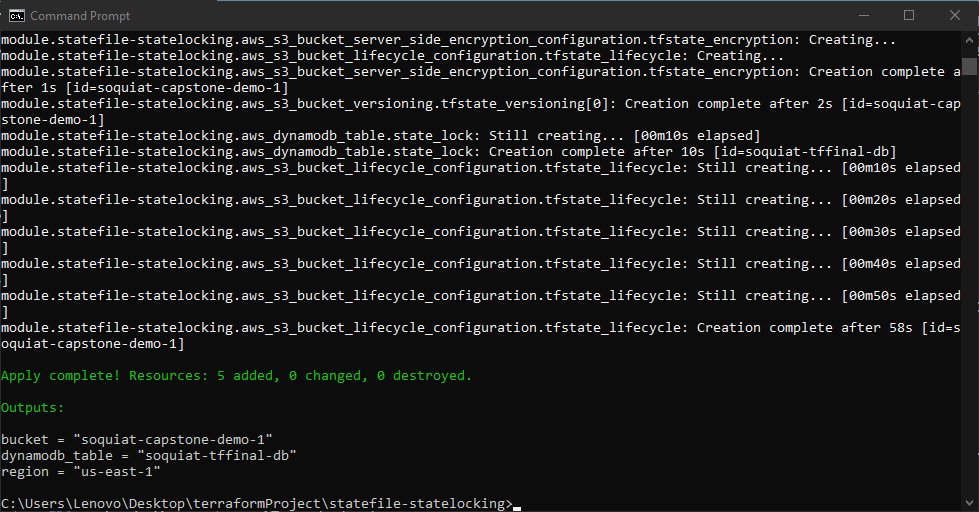 Command Prompt
module.statefile-statelocking.aws_s3_bucket_server_side_encryption_configuration.tfstate_encryption: Creating...
module.statefile-statelocking.aws_s3_bucket_lifecycle_configuration.tfstate_lifecycle: Creating...
module.statefile-statelocking.aws_s3_bucket_server_side_encryption_configuration.tfstate_encryption: Creation complete a
fter 1s [id=soquiat-capstone-demo-1]
module.statefile-statelocking.aws_s3_bucket_versioning.tfstate_versioning[0]: Creation complete after 2s [id=soquiat-cap
stone-demo-1]
module.statefile-statelocking.aws_dynamodb_table.state_lock: Still creating... [00m10s elapsed]
module.statefile-statelocking.aws_dynamodb_table.state_lock: Creation complete after 10s [id=soquiat-tffinal-db]
module.statefile-statelocking.aws_s3_bucket_lifecycle_configuration.tfstate_lifecycle: Still creating... [00m10s elapsed
]
module.statefile-statelocking.aws_s3_bucket_lifecycle_configuration.tfstate_lifecycle: Still creating... [00m20s elapsed
]
module.statefile-statelocking.aws_s3_bucket_lifecycle_configuration.tfstate_lifecycle: Still creating... [00m30s elapsed
]
module.statefile-statelocking.aws_s3_bucket_lifecycle_configuration.tfstate_lifecycle: Still creating... [00m40s elapsed
]
module.statefile-statelocking.aws_s3_bucket_lifecycle_configuration.tfstate_lifecycle: Still creating... [00m50s elapsed
]
module.statefile-statelocking.aws_s3_bucket_lifecycle_configuration.tfstate_lifecycle: Creation complete after 58s [id=s
oquiat-capstone-demo-1]
Apply complete! Resources: 5 added, 0 changed, 0 destroyed.
Outputs:
bucket = "soquiat-capstone-demo-1"
dynamodb_table = "soquiat-tffinal-db"
region = "us-east-1"
C:\Users\Lenovo\Desktop\terraformProject\statefile-statelocking>